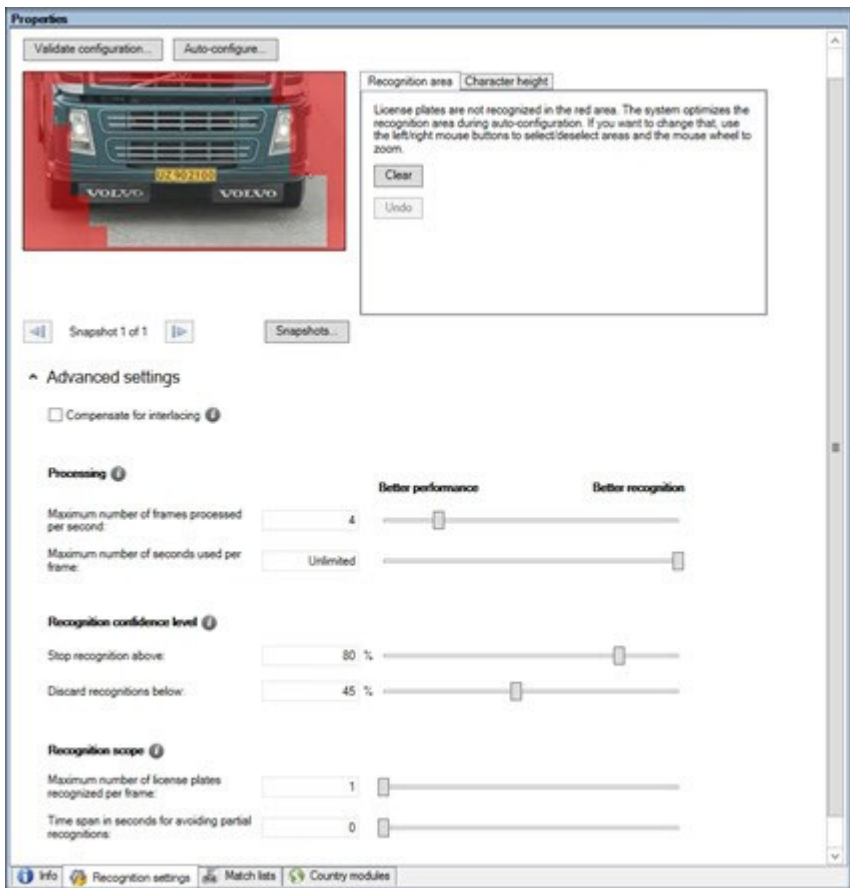 Properties
Validate configuration...
Auto-configure...
Recognition area
Character height
License plates are not recognized in the red area. The system optimizes the
recognition area during auto-configuration. If you want to change that, use
the left/right mouse buttons to select/deselect areas and the mouse wheel to
zoom.
Clear
Undo
UZ 902100
VOLVO
VOLVO
Snapshot 1 of 1
Snapshots...
Advanced settings
Compensate for interlacing
Processing
Better performance
Better recognition
Maximum number of frames processed
per second:
4
Maximum number of seconds used per
frame:
Unlimited
Recognition confidence level
Stop recognition above:
80 %
Discard recognitions below:
45 %
Recognition scope
Maximum number of license plates
recognized per frame:
1
Time span in seconds for avoiding partial
recognitions:
0
Info
Recognition settings
Match lists
Country modules